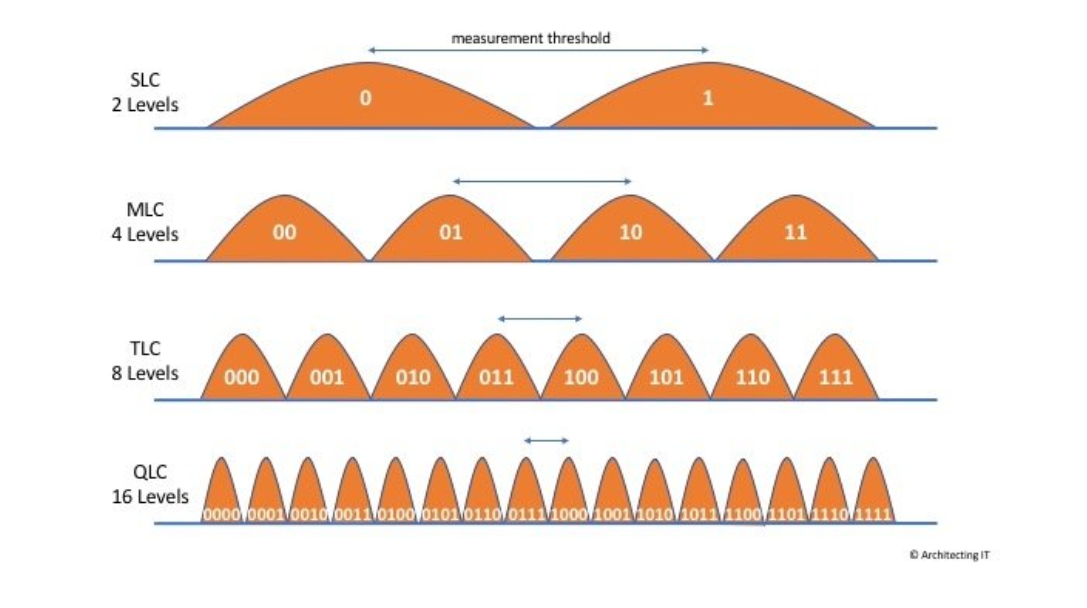 measurement threshold
SLC
2 Levels
0 1
MLC
4 Levels
00 01 10 11
TLC
8 Levels
000 001 010 011 100 101 110 111
QLC
16 Levels
0000 0001 0010 0011 0100 0101 0110 0111 1000 1001 1010 1011 1100 1101 1110 1111
© Architecting IT